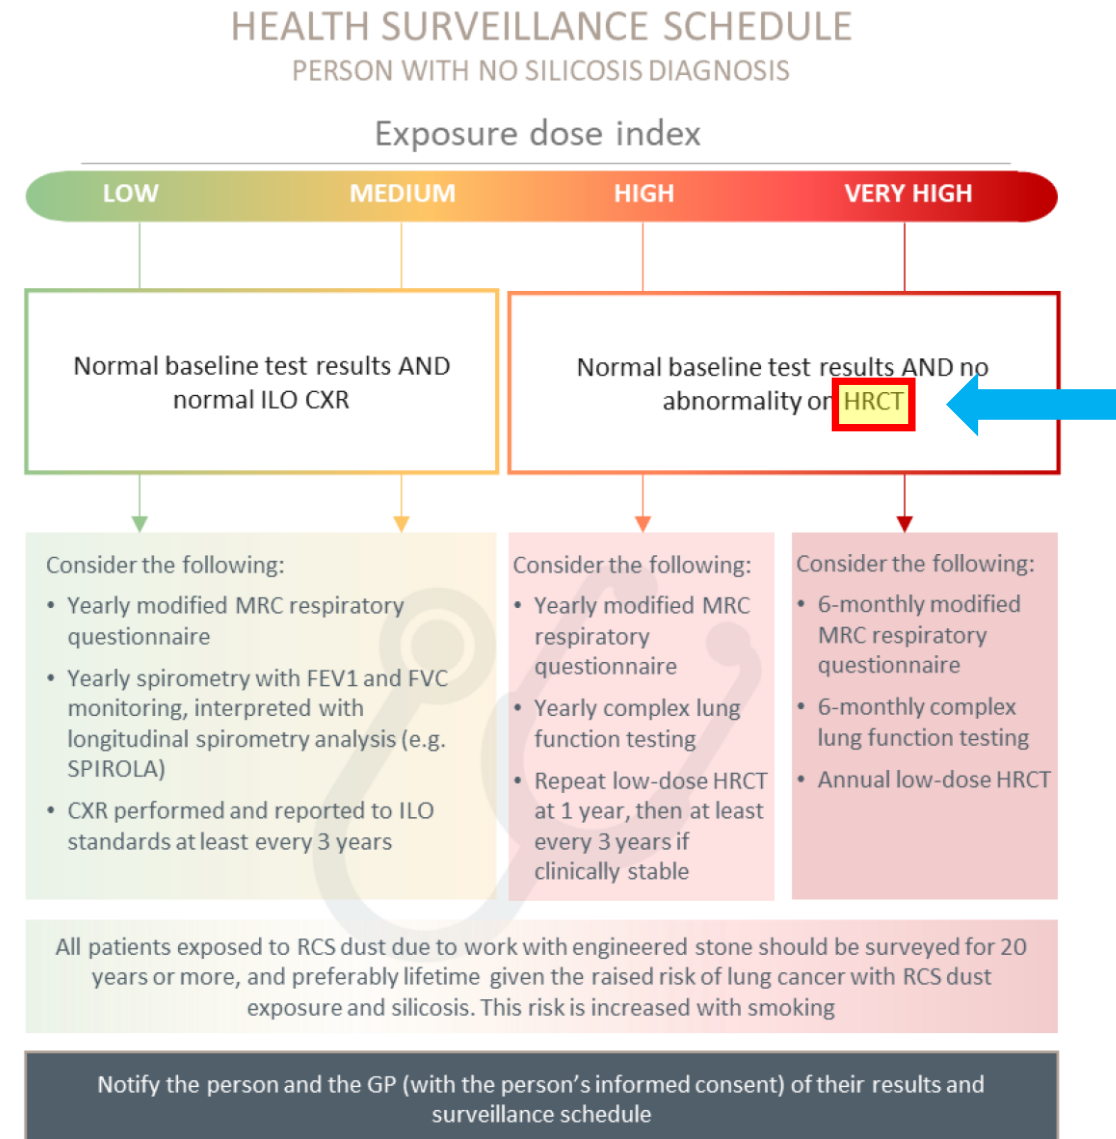 HEALTH SURVEILLANCE SCHEDULE
PERSON WITH NO SILICOSIS DIAGNOSIS
Exposure dose index
LOW
MEDIUM
HIGH
VERY HIGH
Normal baseline test results AND
normal ILO CXR
Normal baseline test results AND no
abnormality on HRCT
Consider the following:
• Yearly modified MRC respiratory
questionnaire
• Yearly spirometry with FEV1 and FVC
monitoring, interpreted with
longitudinal spirometry analysis (e.g.
SPIROLA)
• CXR performed and reported to ILO
standards at least every 3 years
Consider the following:
• Yearly modified MRC
respiratory
questionnaire
• Yearly complex lung
function testing
• Repeat low-dose HRCT
at 1 year, then at least
every 3 years if
clinically stable
Consider the following:
• 6-monthly modified
MRC respiratory
questionnaire
• 6-monthly complex
lung function testing
• Annual low-dose HRCT
All patients exposed to RCS dust due to work with engineered stone should be surveyed for 20
years or more, and preferably lifetime given the raised risk of lung cancer with RCS dust
exposure and silicosis. This risk is increased with smoking
Notify the person and the GP (with the person's informed consent) of their results and
surveillance schedule